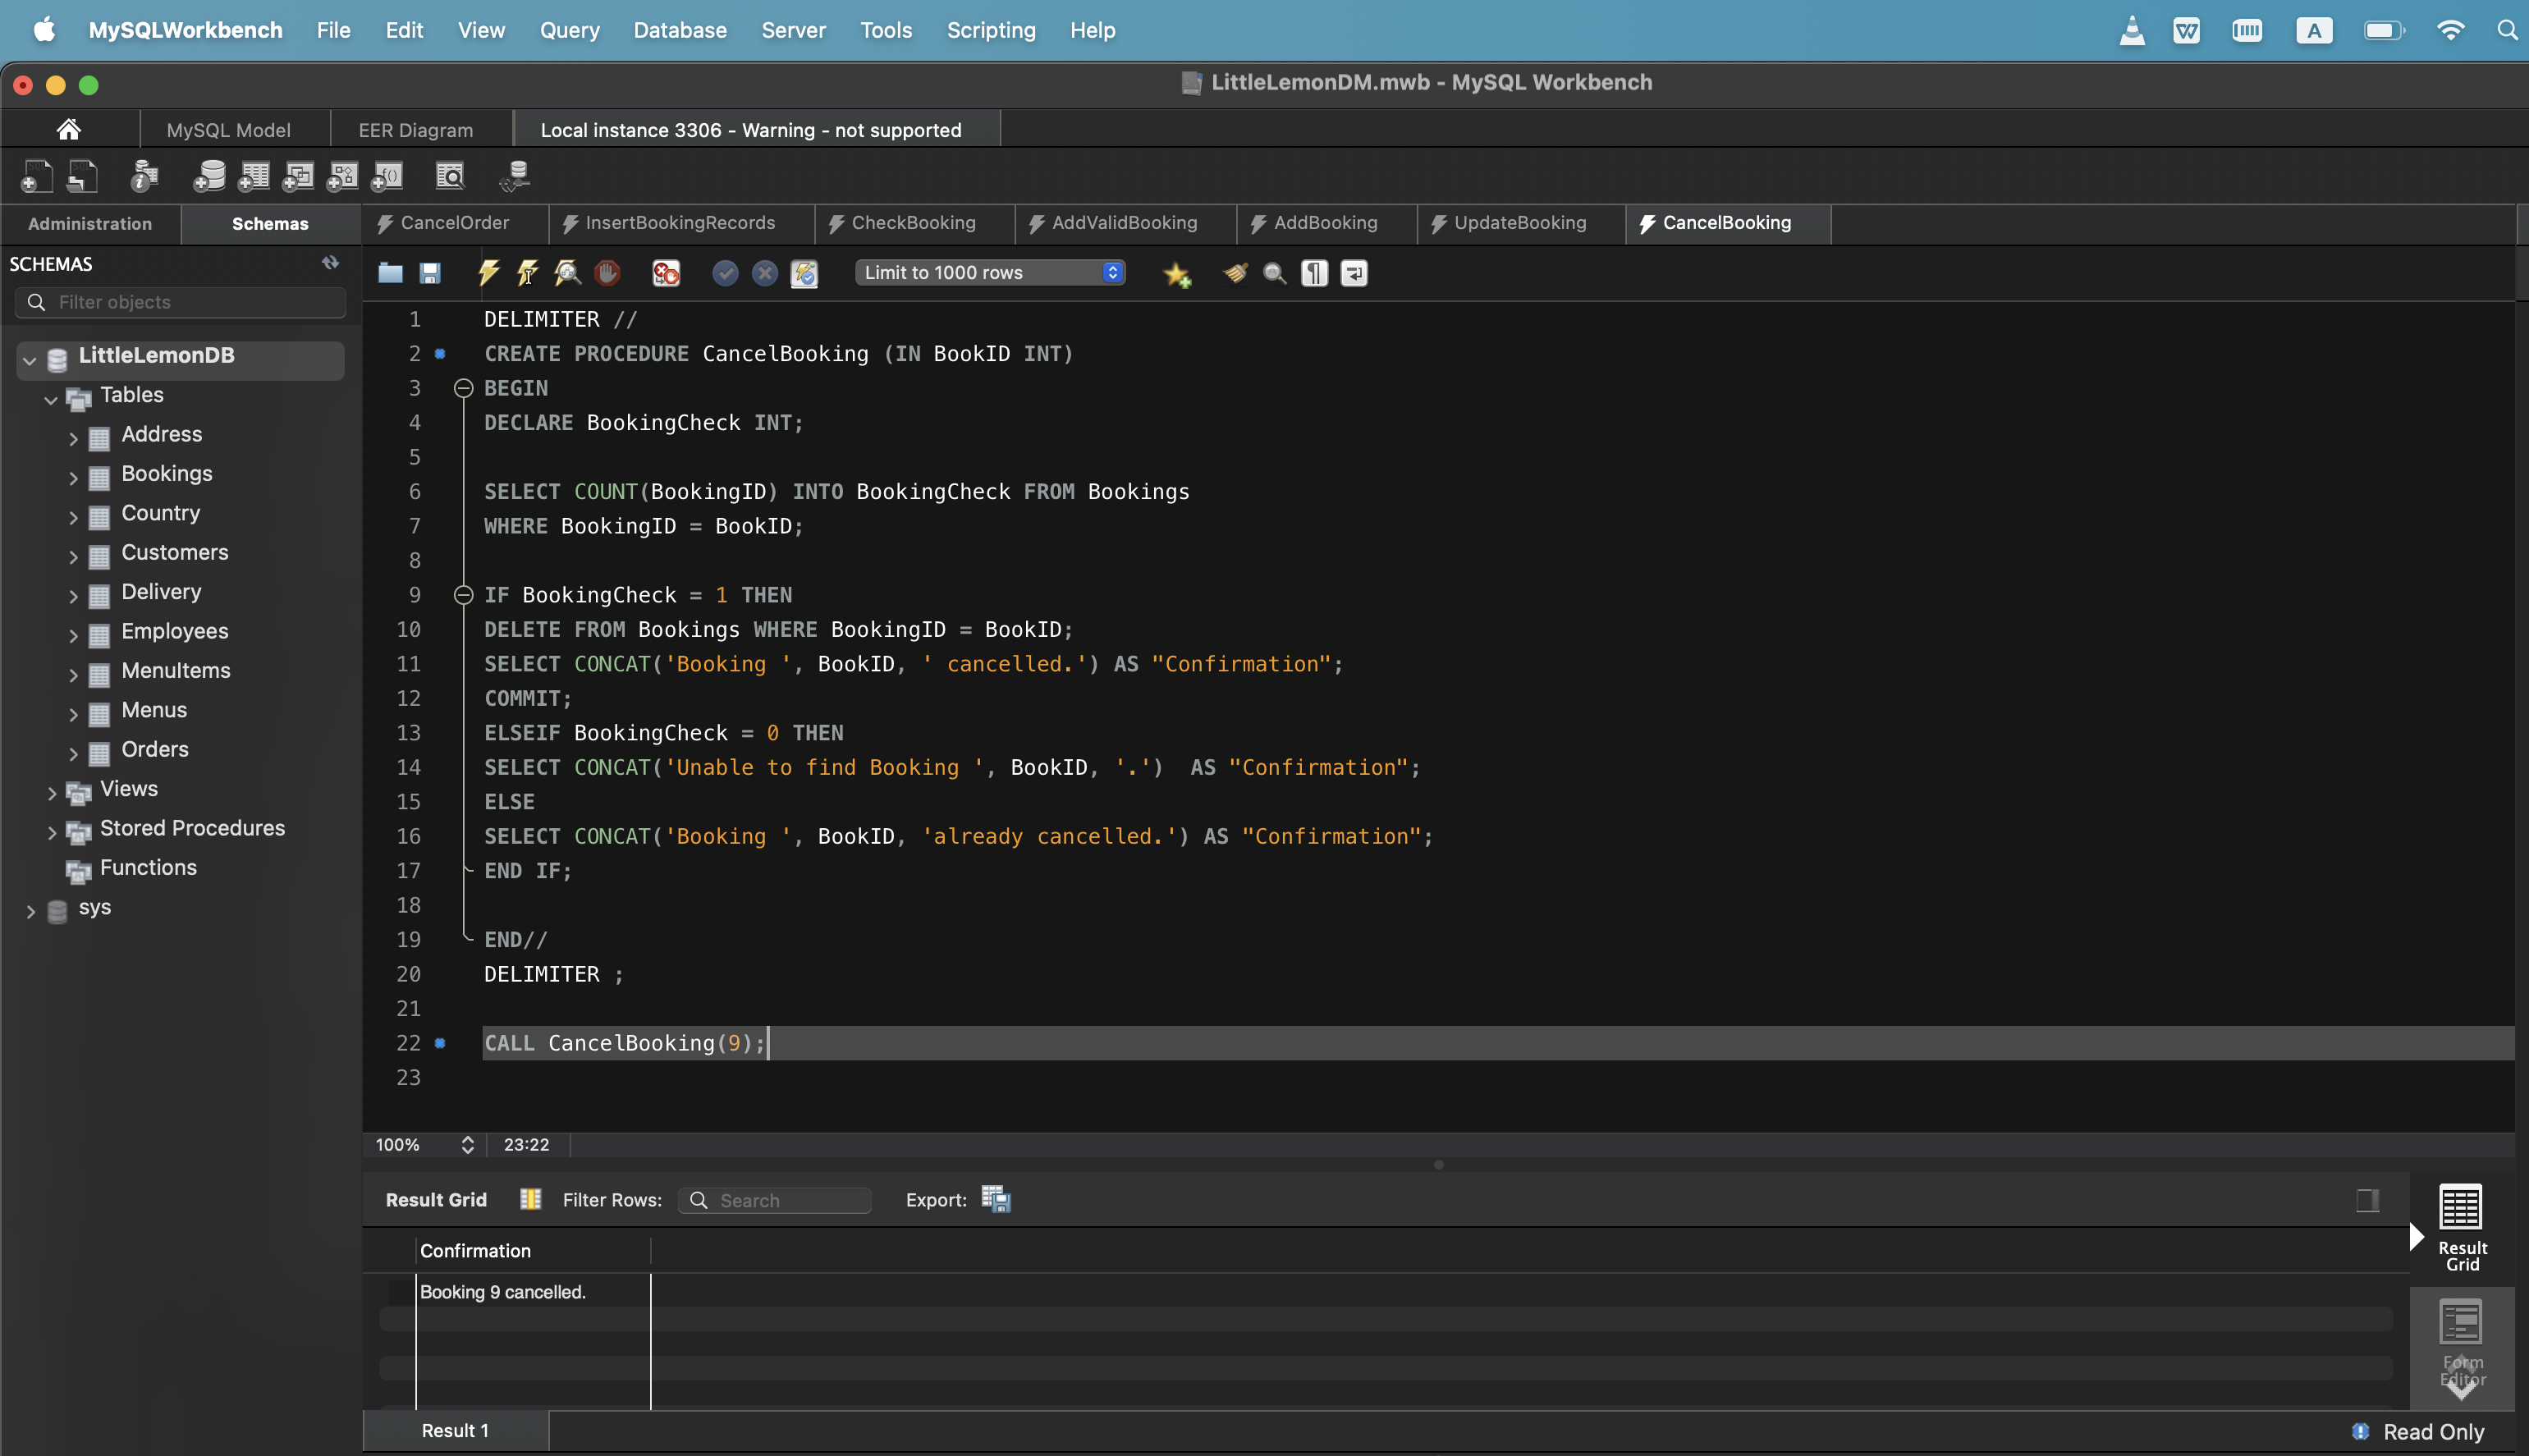 MySQLWorkbench File Edit View Query Database Server Tools Scripting Help A
LittleLemonDM.mwb - MySQL Workbench
MySQL Model EER Diagram Local instance 3306 - Warning - not supported
Administration Schemas CancelOrder InsertBookingRecords CheckBooking AddValidBooking AddBooking UpdateBooking CancelBooking
SCHEMAS
Limit to 1000 rows
Filter objects
LittleLemonDB
Tables
Address
Bookings
Country
Customers
Delivery
Employees
MenuItems
Menus
Orders
Views
Stored Procedures
Functions
sys
1 DELIMITER //
2 CREATE PROCEDURE CancelBooking (IN BookID INT)
3 BEGIN
4 DECLARE BookingCheck INT;
5
6 SELECT COUNT(BookingID) INTO BookingCheck FROM Bookings
7 WHERE BookingID = BookID;
8
9 IF BookingCheck = 1 THEN
10 DELETE FROM Bookings WHERE BookingID = BookID;
11 SELECT CONCAT('Booking ', BookID, ' cancelled.') AS "Confirmation";
12 COMMIT;
13 ELSEIF BookingCheck = 0 THEN
14 SELECT CONCAT('Unable to find Booking ', BookID, '.')  AS "Confirmation";
15 ELSE
16 SELECT CONCAT('Booking ', BookID, 'already cancelled.') AS "Confirmation";
17 END IF;
18
19 END//
20 DELIMITER ;
21
22 CALL CancelBooking(9);
23
100% 23:22
Result Grid Filter Rows: Search Export:
Confirmation
Booking 9 cancelled.
Result
Grid
Form
Editor
Result 1
Read Only